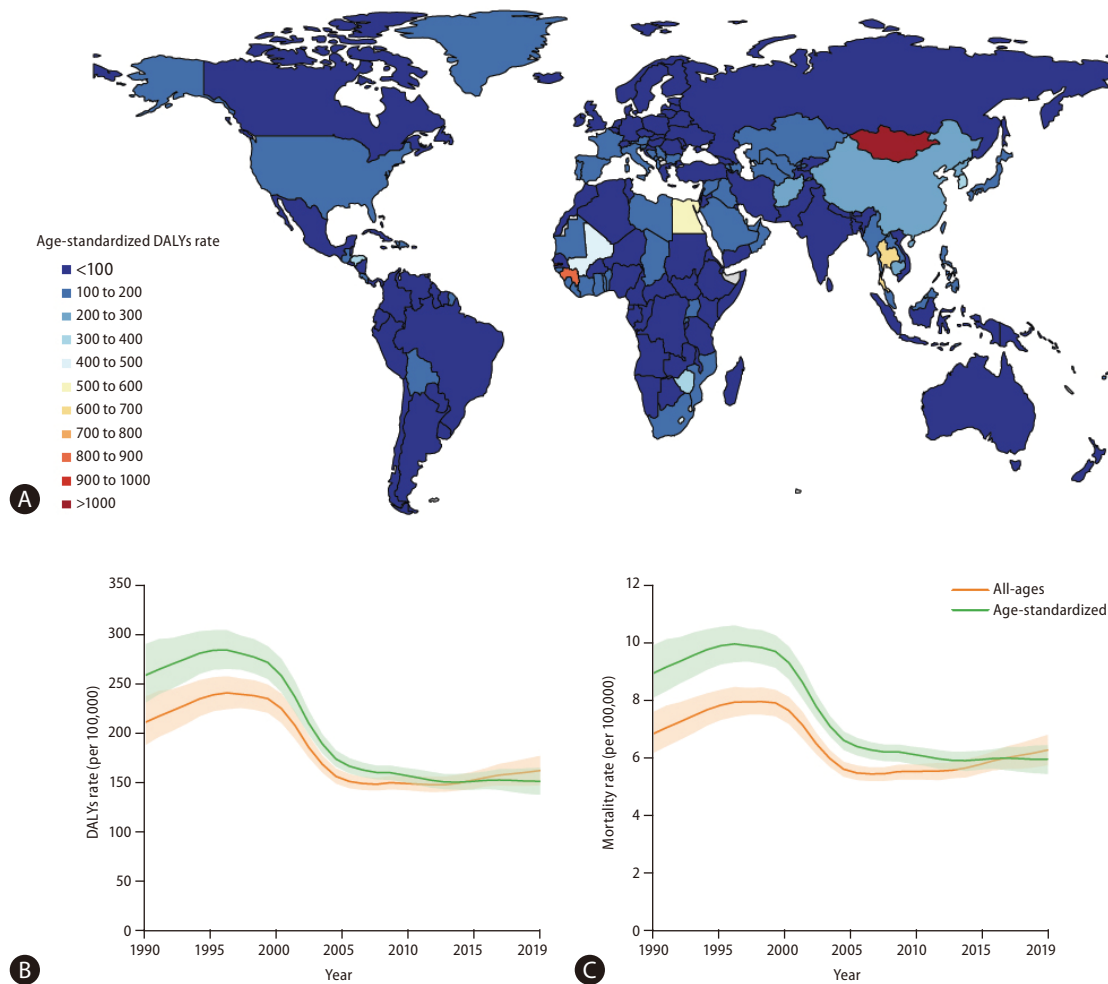 Age-standardized DALYs rate
<100
100 to 200
200 to 300
300 to 400
400 to 500
500 to 600
600 to 700
700 to 800
800 to 900
900 to 1000
>1000
A
350
300
250
200
150
100
50
0
DALYs rate (per 100,000)
1990
1995
2000
2005
2010
2015
2019
Year
B
12
10
8
6
4
2
0
Mortality rate (per 100,000)
All-ages
Age-standardized
1990
1995
2000
2005
2010
2015
2019
Year
C